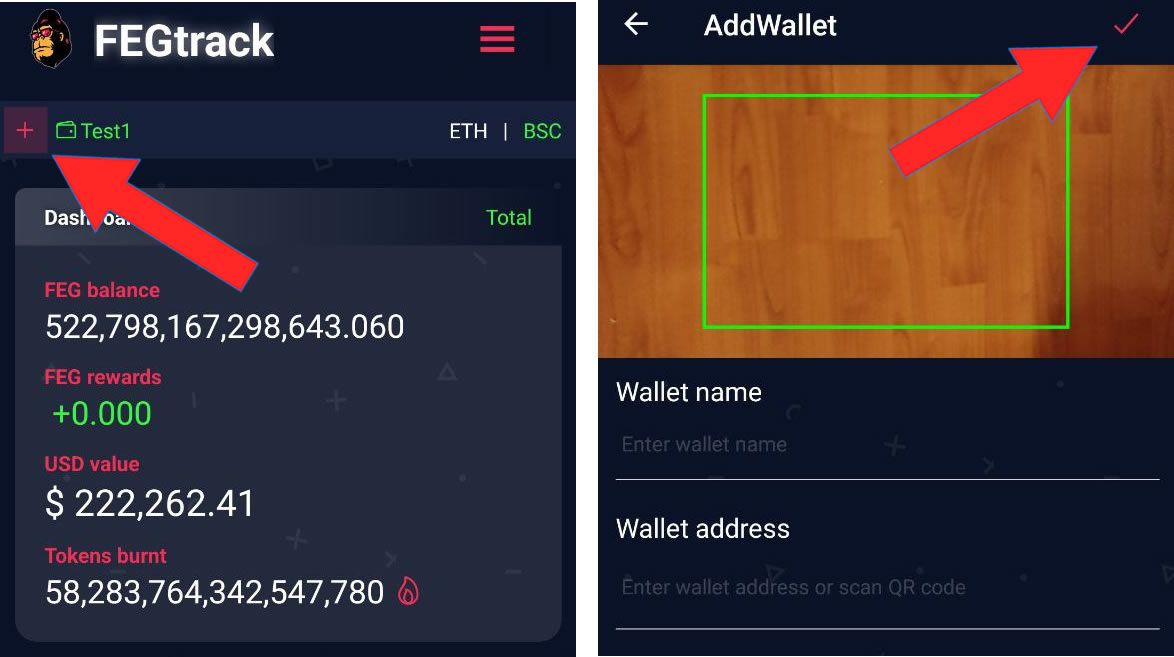 FEGtrack
+ Test1 ETH | BSC
Dashboard Total
FEG balance
522,798,167,298,643.060
FEG rewards
+0.000
USD value
$ 222,262.41
Tokens burnt
58,283,764,342,547,780
AddWallet
Wallet name
Enter wallet name
Wallet address
Enter wallet address or scan QR code